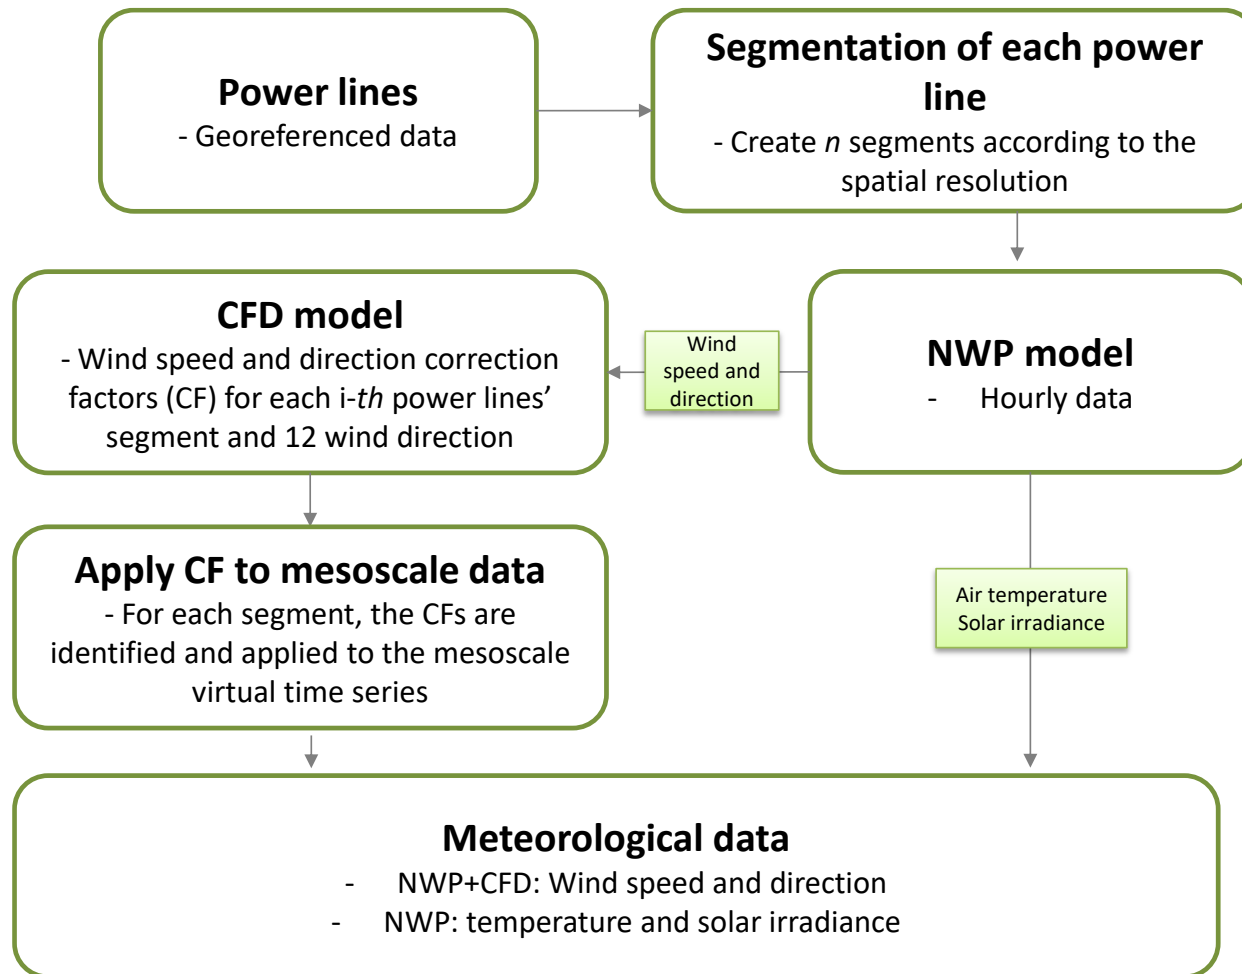 Power lines
- Georeferenced data
Segmentation of each power
line
- Create n segments according to the
spatial resolution
CFD model
- Wind speed and direction correction
factors (CF) for each i-th power lines’
segment and 12 wind direction
Wind
speed and
direction
NWP model
- Hourly data
Apply CF to mesoscale data
- For each segment, the CFs are
identified and applied to the mesoscale
virtual time series
Air temperature
Solar irradiance
Meteorological data
- NWP+CFD: Wind speed and direction
- NWP: temperature and solar irradiance